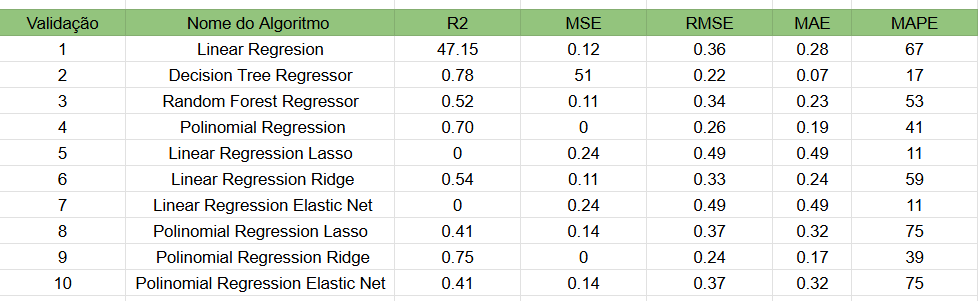 Validação Nome do Algoritmo R2 MSE RMSE MAE MAPE
1 Linear Regresion 47.15 0.12 0.36 0.28 67
2 Decision Tree Regressor 0.78 51 0.22 0.07 17
3 Random Forest Regressor 0.52 0.11 0.34 0.23 53
4 Polinomial Regression 0.70 0 0.26 0.19 41
5 Linear Regression Lasso 0 0.24 0.49 0.49 11
6 Linear Regression Ridge 0.54 0.11 0.33 0.24 59
7 Linear Regression Elastic Net 0 0.24 0.49 0.49 11
8 Polinomial Regression Lasso 0.41 0.14 0.37 0.32 75
9 Polinomial Regression Ridge 0.75 0 0.24 0.17 39
10 Polinomial Regression Elastic Net 0.41 0.14 0.37 0.32 75